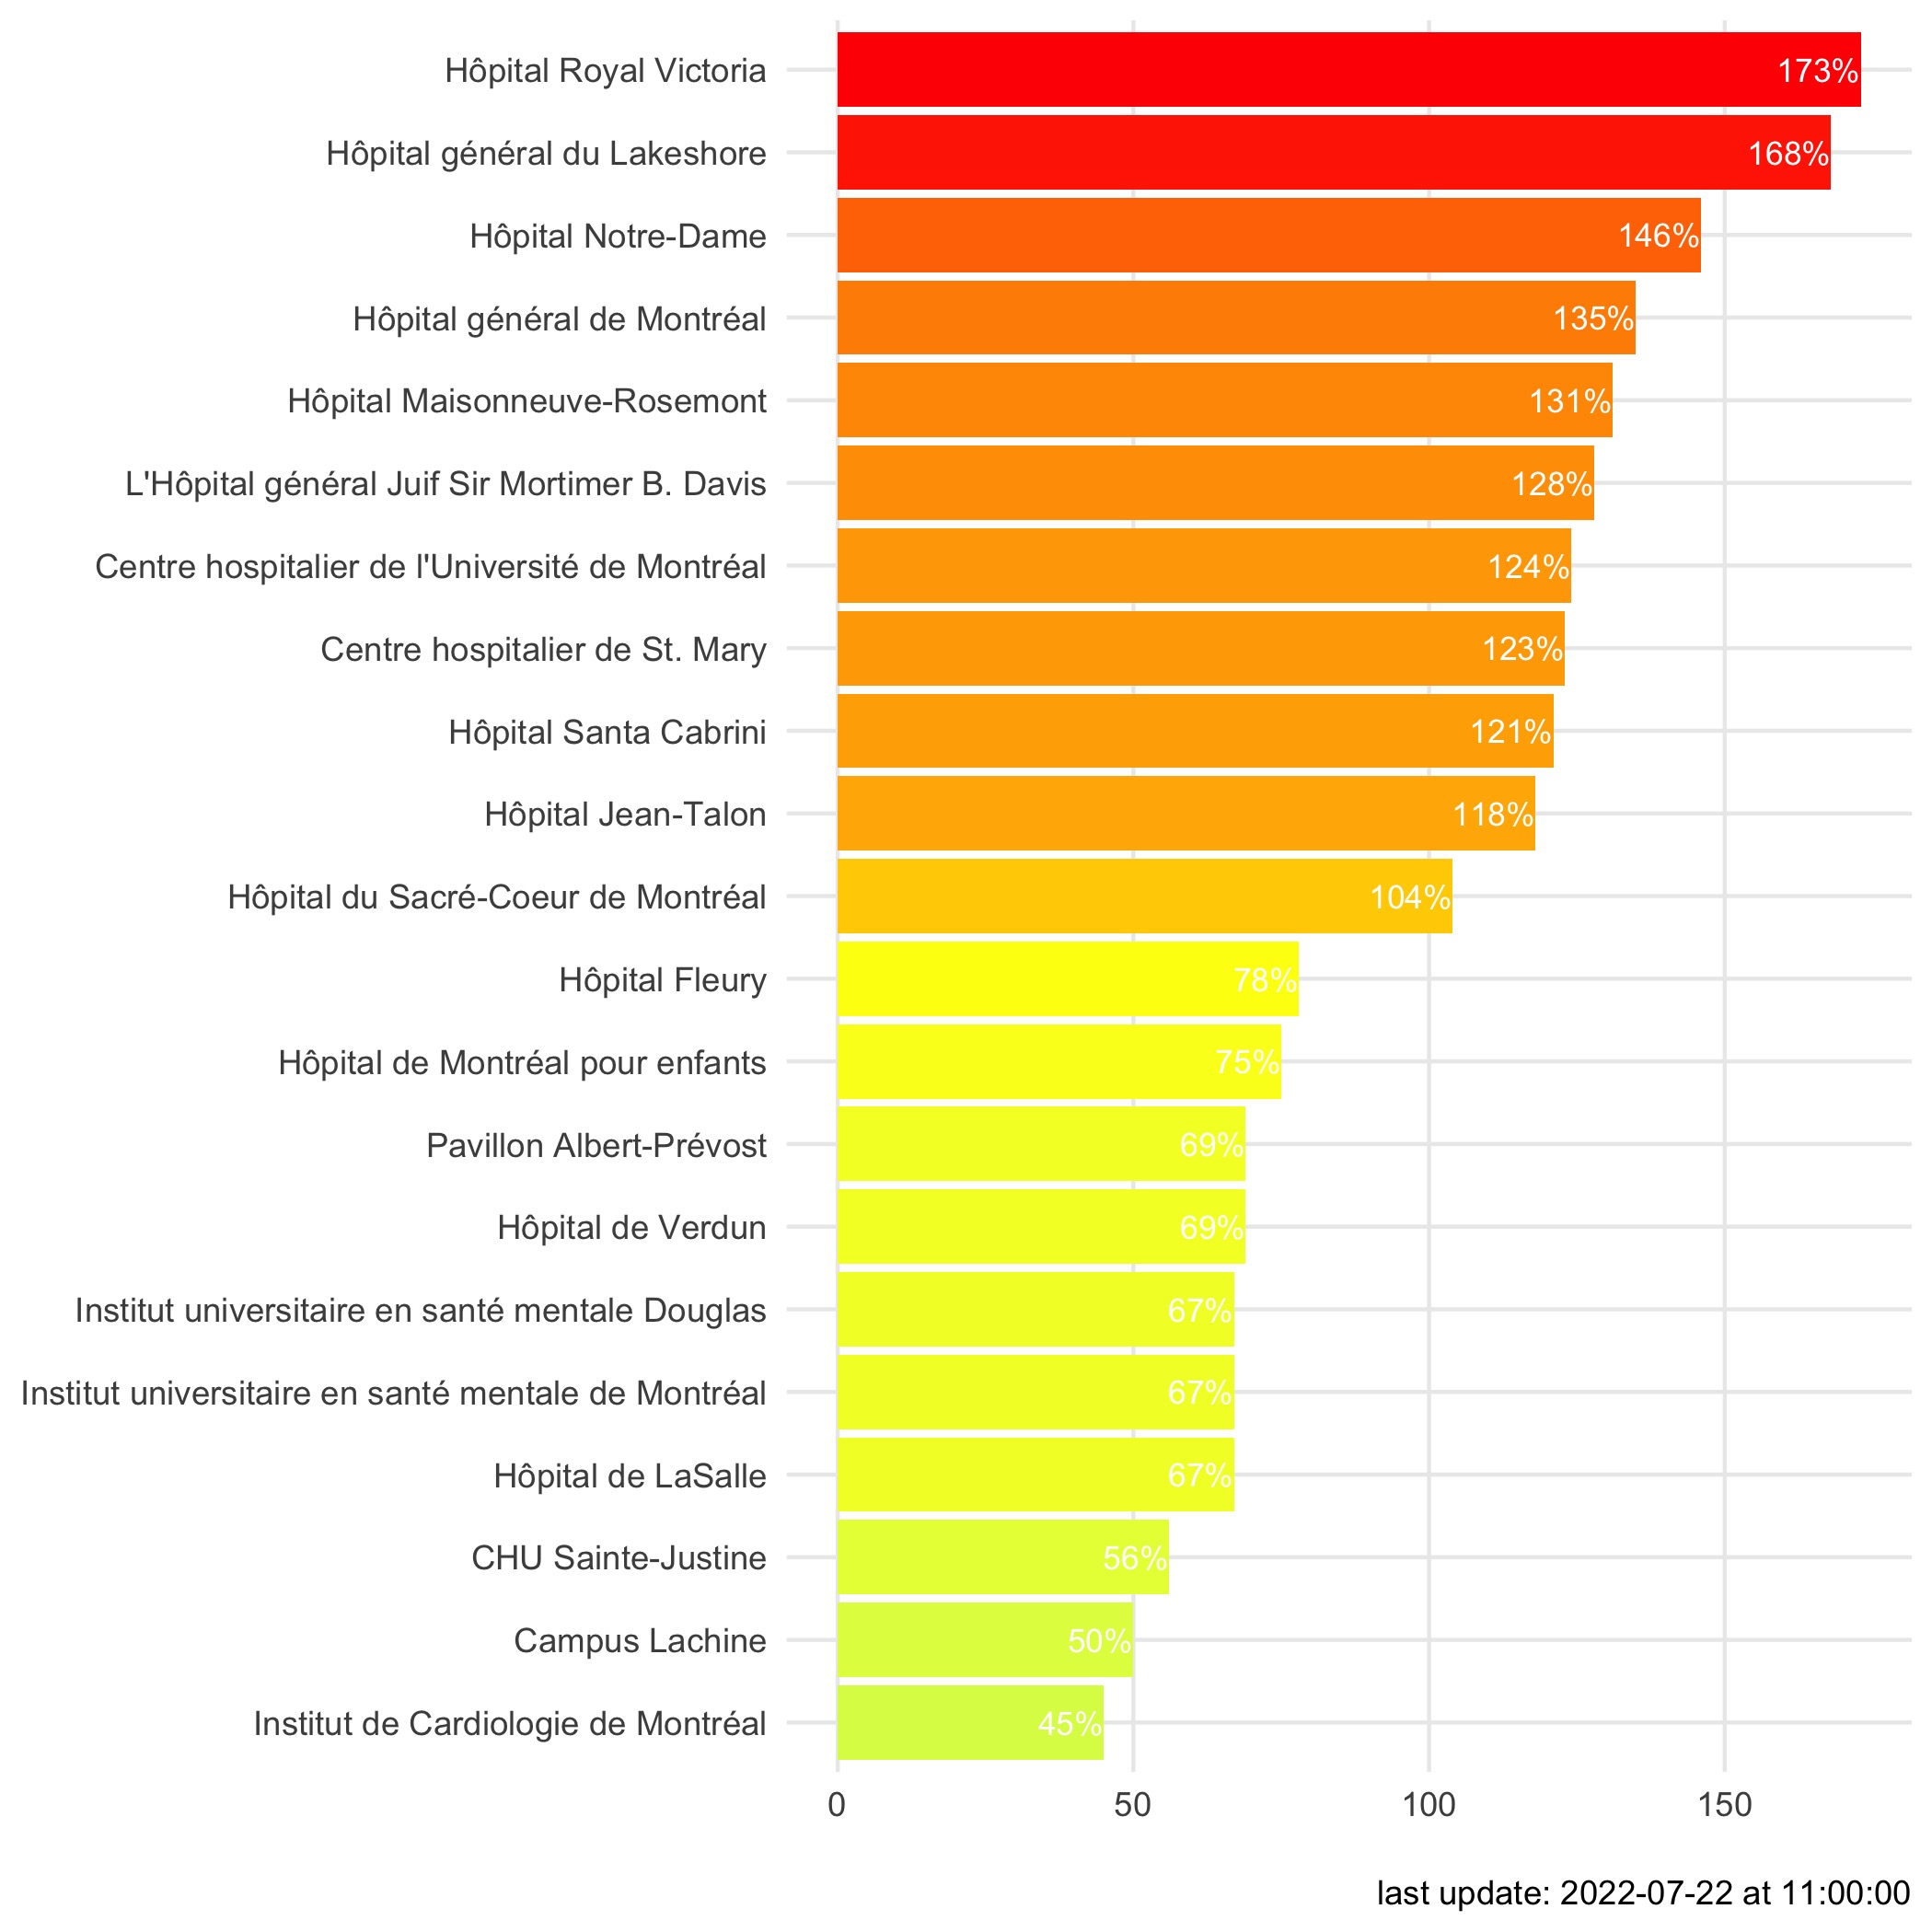 Hôpital Royal Victoria 173%
Hôpital général du Lakeshore 168%
Hôpital Notre-Dame 146%
Hôpital général de Montréal 135%
Hôpital Maisonneuve-Rosemont 131%
L'Hôpital général Juif Sir Mortimer B. Davis 128%
Centre hospitalier de l'Université de Montréal 124%
Centre hospitalier de St. Mary 123%
Hôpital Santa Cabrini 121%
Hôpital Jean-Talon 118%
Hôpital du Sacré-Coeur de Montréal 104%
Hôpital Fleury 78%
Hôpital de Montréal pour enfants 75%
Pavillon Albert-Prévost 69%
Hôpital de Verdun 69%
Institut universitaire en santé mentale Douglas 67%
Institut universitaire en santé mentale de Montréal 67%
Hôpital de LaSalle 67%
CHU Sainte-Justine 56%
Campus Lachine 50%
Institut de Cardiologie de Montréal 45%
0 50 100 150
last update: 2022-07-22 at 11:00:00